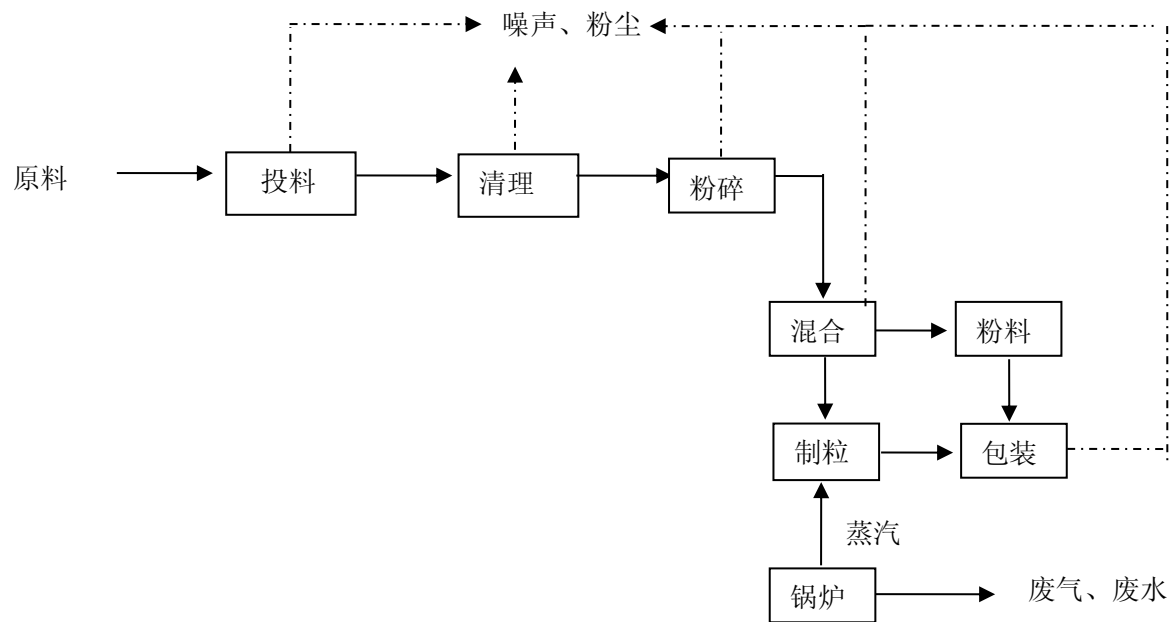 噪声、粉尘
原料
投料
清理
粉碎
混合
粉料
制粒
包装
蒸汽
锅炉
废气、废水